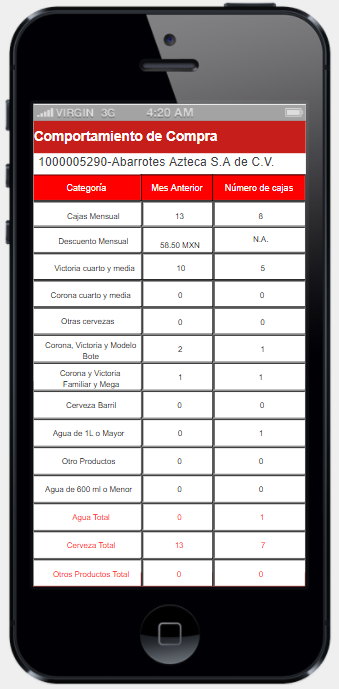 VIRGIN 3G 4:20 AM
Comportamiento de Compra
1000005290-Abarrotes Azteca S.A de C.V.
Categoría Mes Anterior Número de cajas
Cajas Mensual 13 8
Descuento Mensual 58.50 MXN N.A.
Victoria cuarto y media 10 5
Corona cuarto y media 0 0
Otras cervezas 0 0
Corona, Victoria y Modelo
Bote 2 1
Corona y Victoria
Familiar y Mega 1 1
Cerveza Barril 0 0
Agua de 1L o Mayor 0 1
Otro Productos 0 0
Agua de 600 ml o Menor 0 0
Agua Total 0 1
Cerveza Total 13 7
Otros Productos Total 0 0